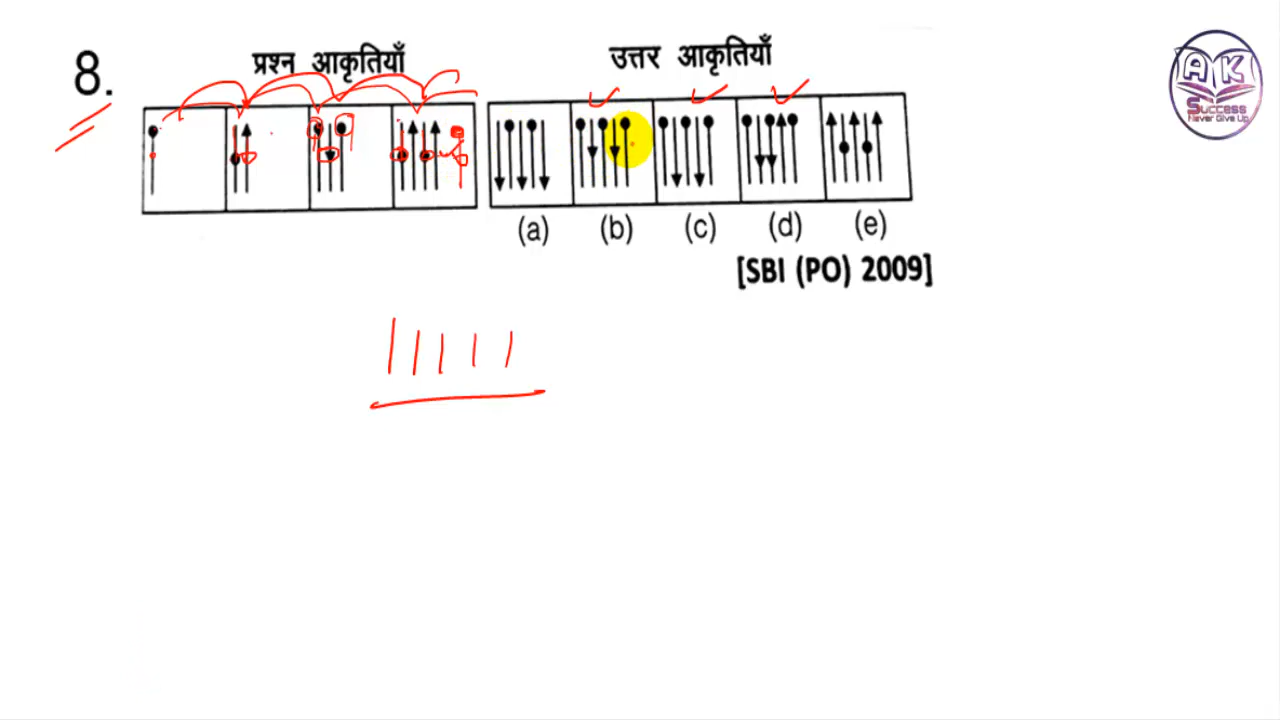 8.
प्रश्न आकृतियाँ
उत्तर आकृतियाँ
(a) (b) (c) (d) (e)
[SBI (PO) 2009]
AK
Success
Never Give Up